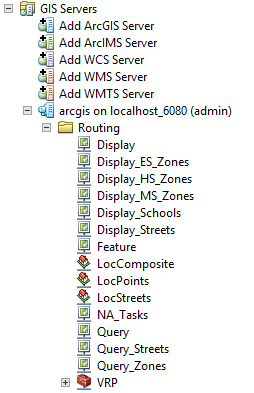 GIS Servers
Add ArcGIS Server
Add ArcIMS Server
Add WCS Server
Add WMS Server
Add WMTS Server
arcgis on localhost_6080 (admin)
Routing
Display
Display_ES_Zones
Display_HS_Zones
Display_MS_Zones
Display_Schools
Display_Streets
Feature
LocComposite
LocPoints
LocStreets
NA_Tasks
Query
Query_Streets
Query_Zones
VRP